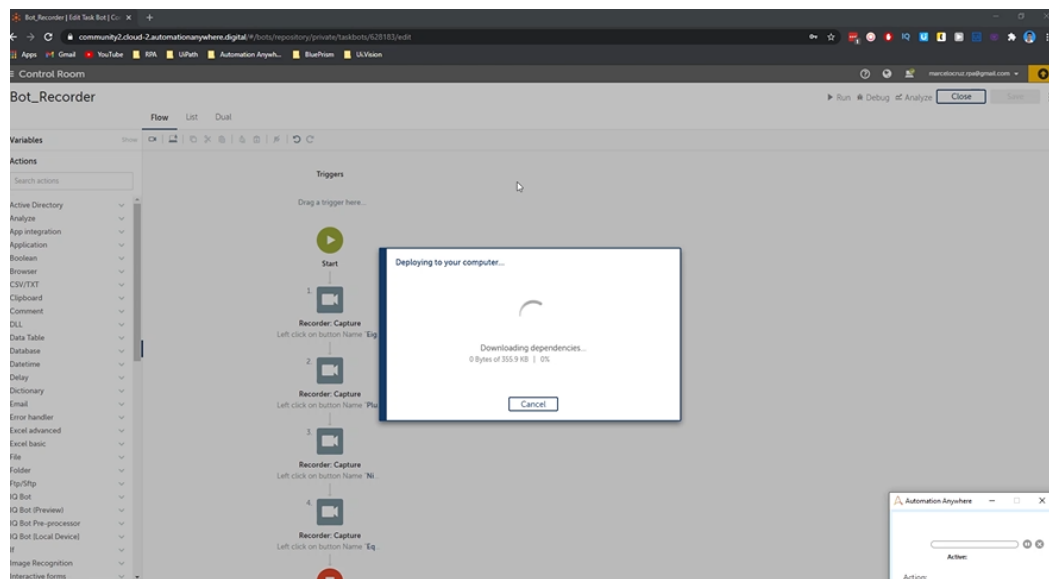 Bot_Recorder | Edit Task Bot | Co
community2.cloud-2.automationanywhere.digital/#/bots/repository/private/taskbots/628183/edit
Apps Gmail YouTube RPA UiPath Automation Anywh... BluePrism Ui.Vision
Control Room
marcelocruz.rpa@gmail.com
Bot_Recorder
Run Debug Analyze Close Save
Flow List Dual
Variables Show
Actions
Search actions
Active Directory
Analyze
App integration
Application
Boolean
Browser
CSV/TXT
Clipboard
Comment
DLL
Data Table
Database
Datetime
Delay
Dictionary
Email
Error handler
Excel advanced
Excel basic
File
Folder
Ftp/Sftp
IQ Bot
IQ Bot (Preview)
IQ Bot Pre-processor
IQ Bot [Local Device]
If
Image Recognition
Interactive forms
Triggers
Drag a trigger here...
Start
1.
Recorder: Capture
Left click on button Name "Eig
2.
Recorder: Capture
Left click on button Name "Plu
3.
Recorder: Capture
Left click on button Name "Ni...
4.
Recorder: Capture
Left click on button Name "Eq...
Deploying to your computer...
Downloading dependencies...
0 Bytes of 355.9 KB | 0%
Cancel
Automation Anywhere
Active:
Action: